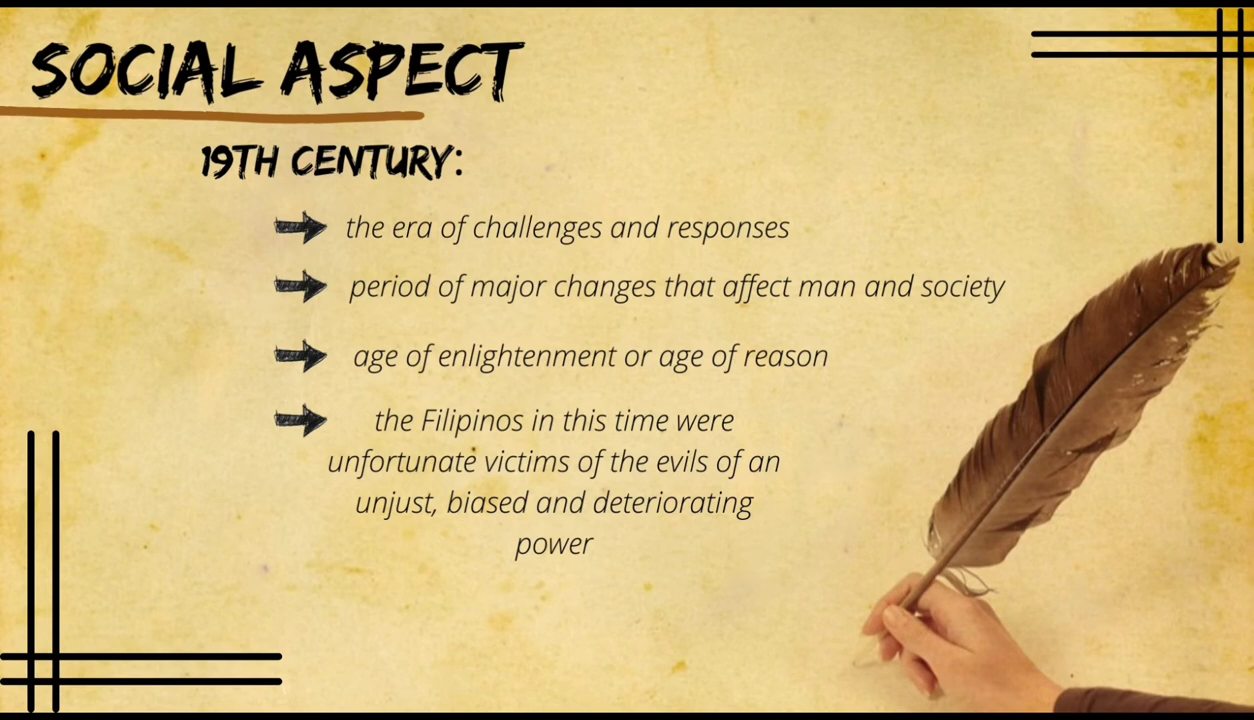 SOCIAL ASPECT
19TH CENTURY:
the era of challenges and responses
period of major changes that affect man and society
age of enlightenment or age of reason
the Filipinos in this time were
unfortunate victims of the evils of an
unjust, biased and deteriorating
power